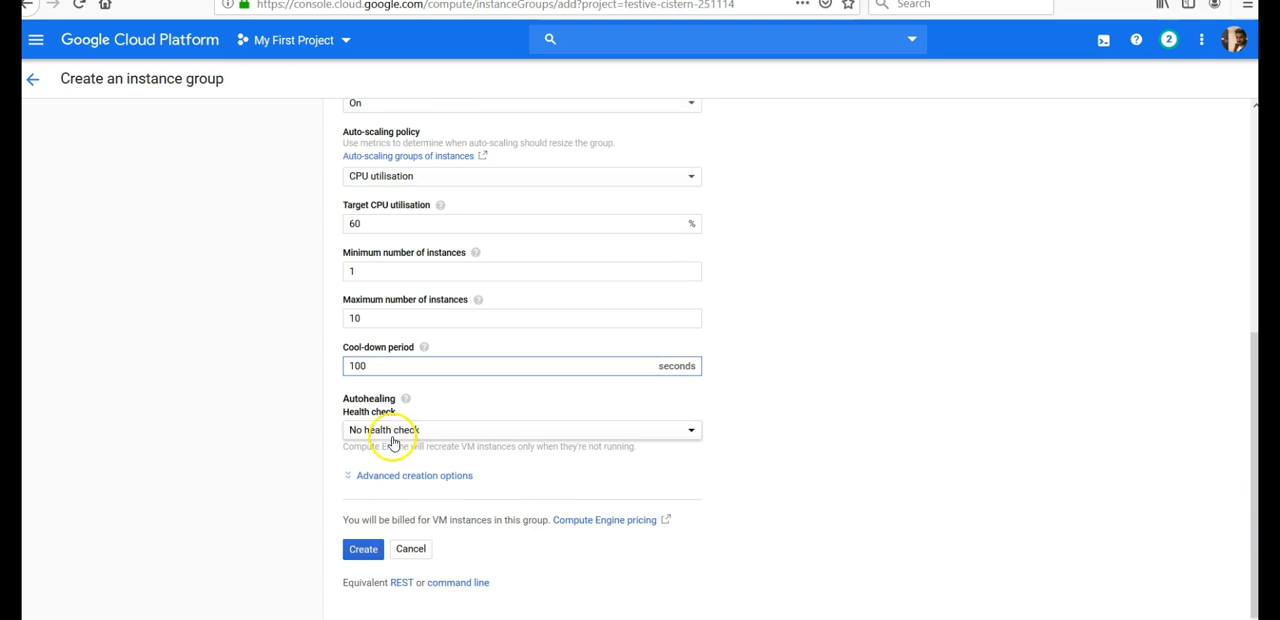 https://console.cloud.google.com/compute/instanceGroups/add?project=festive-cistern-251114
Search
Google Cloud Platform
My First Project
2
Create an instance group
On
Auto-scaling policy
Use metrics to determine when auto-scaling should resize the group.
Auto-scaling groups of instances
CPU utilisation
Target CPU utilisation
60 %
Minimum number of instances
1
Maximum number of instances
10
Cool-down period
100 seconds
Autohealing
Health check
No health check
Compute Engine will recreate VM instances only when they're not running.
Advanced creation options
You will be billed for VM instances in this group. Compute Engine pricing
Create Cancel
Equivalent REST or command line